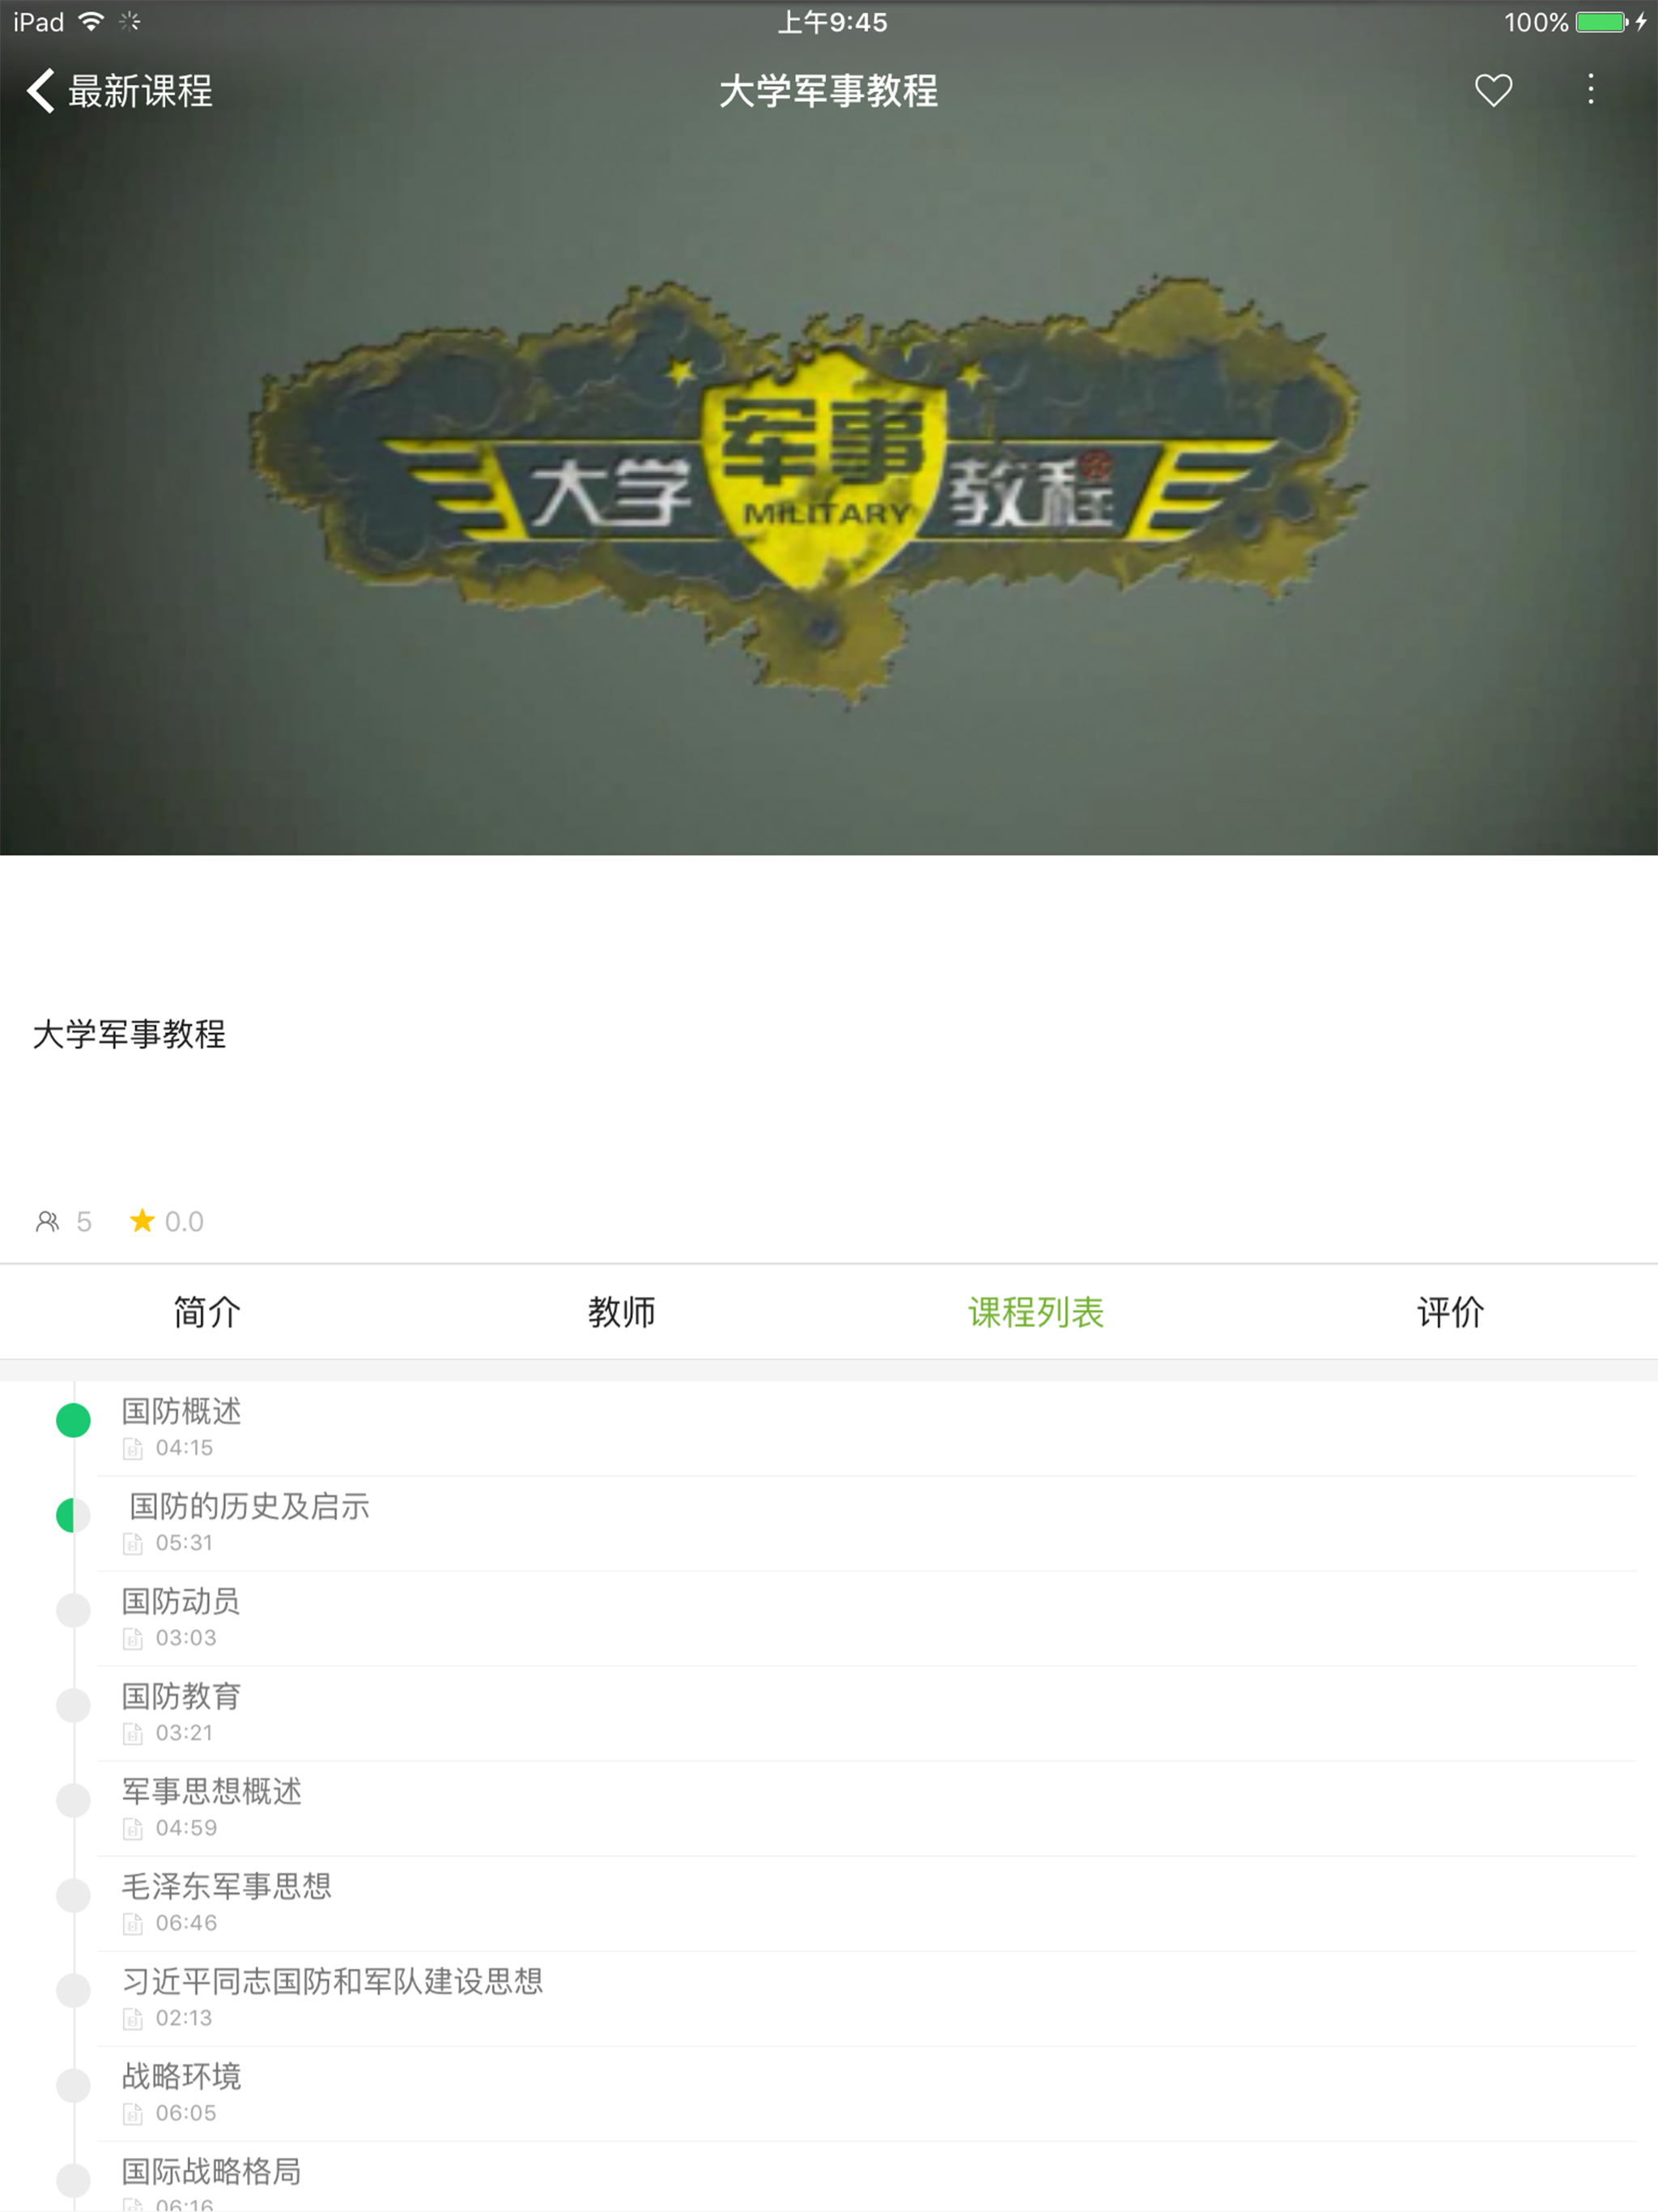 iPad 上午9:45 100%
最新课程 大学军事教程
大学 军事 教程
MILITARY
大学军事教程
5 0.0
简介 教师 课程列表 评价
国防概述
04:15
国防的历史及启示
05:31
国防动员
03:03
国防教育
03:21
军事思想概述
04:59
毛泽东军事思想
06:46
习近平同志国防和军队建设思想
02:13
战略环境
06:05
国际战略格局
06:16